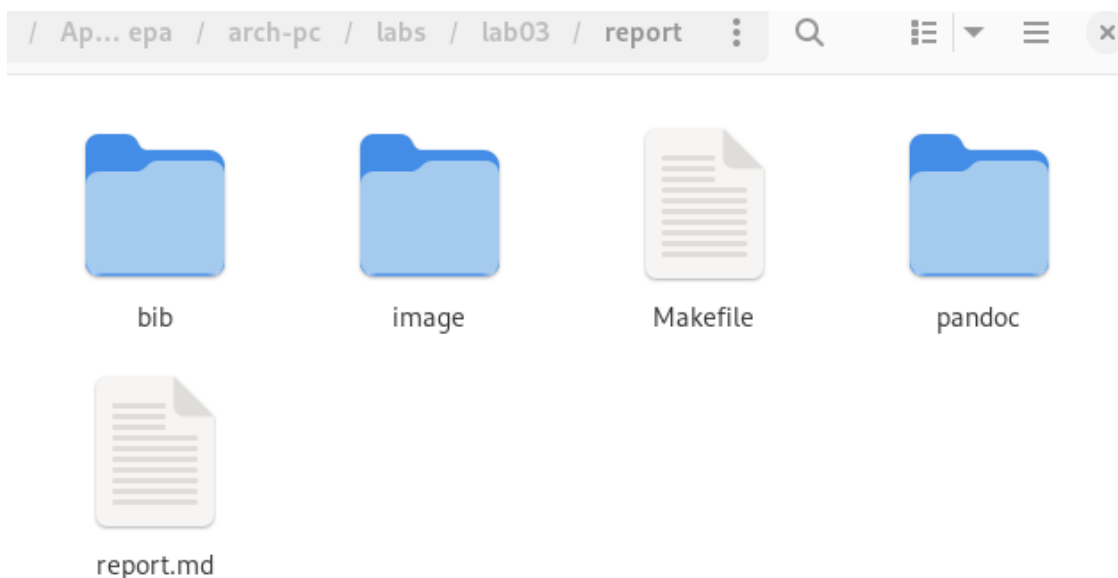 / Ap... epa / arch-pc / labs / lab03 / report
bib image Makefile pandoc
report.md